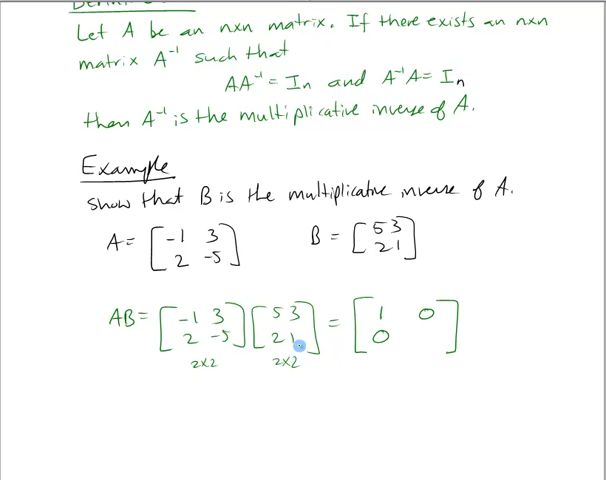 Let A be an nxn matrix. If there exists an nxn
matrix A⁻¹ such that
AA⁻¹ = Iₙ and A⁻¹A = Iₙ
then A⁻¹ is the multiplicative inverse of A.
Example
Show that B is the multiplicative inverse of A.
A = [ -1 3      B = [ 5 3
2 -5 ]      2 1 ]
AB = [ -1 3 [ 5 3 = [ 1 0
2 -5 ] 2 1 ] 0 ]
2x2 2x2